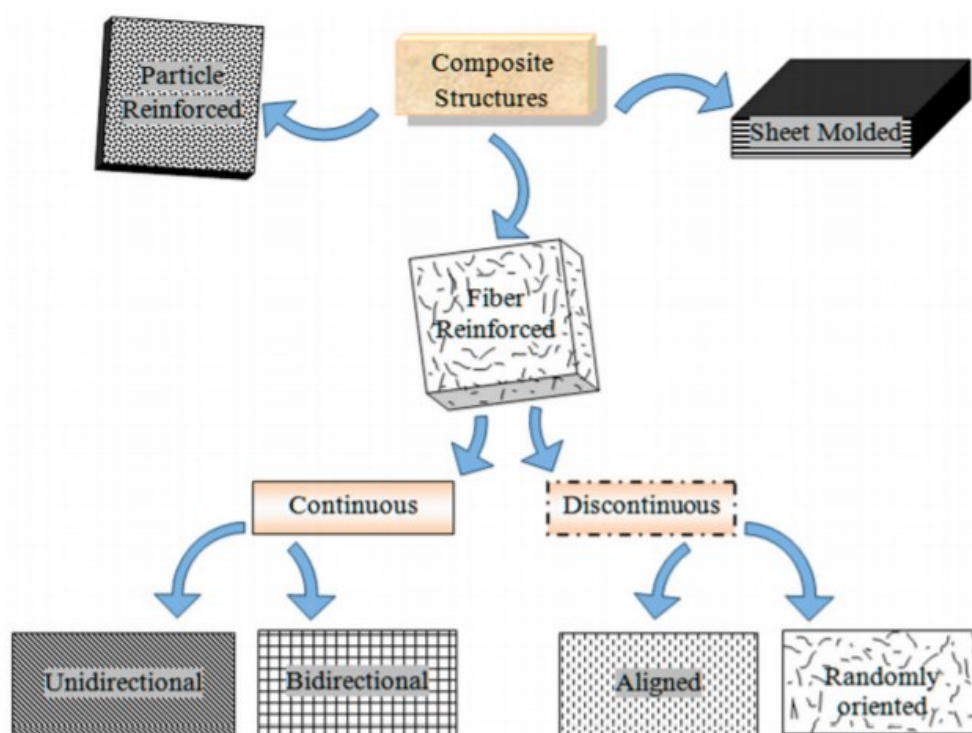 Composite
Structures
Particle
Reinforced
Sheet Molded
Fiber
Reinforced
Continuous
Discontinuous
Unidirectional
Bidirectional
Aligned
Randomly
oriented